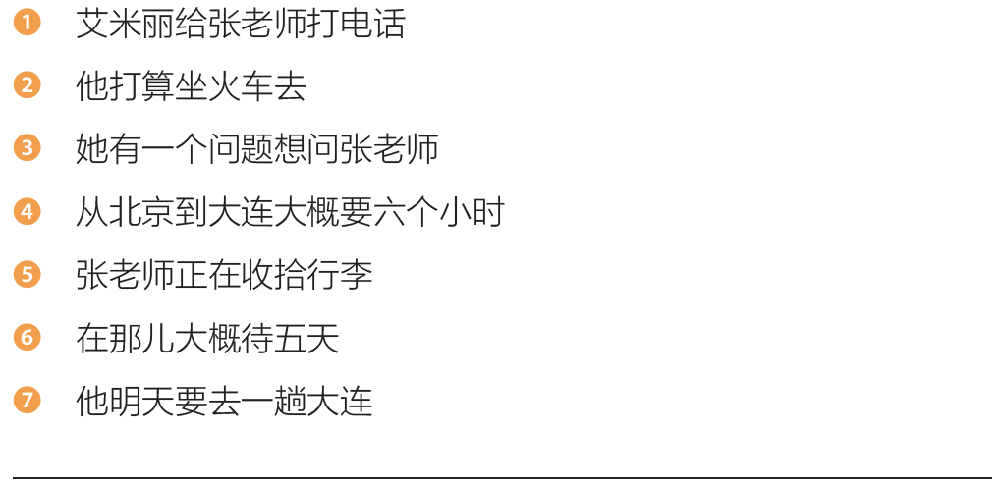 1 艾米丽给张老师打电话
2 他打算坐火车去
3 她有一个问题想问张老师
4 从北京到大连大概要六个小时
5 张老师正在收拾行李
6 在那儿大概待五天
7 他明天要去一趟大连